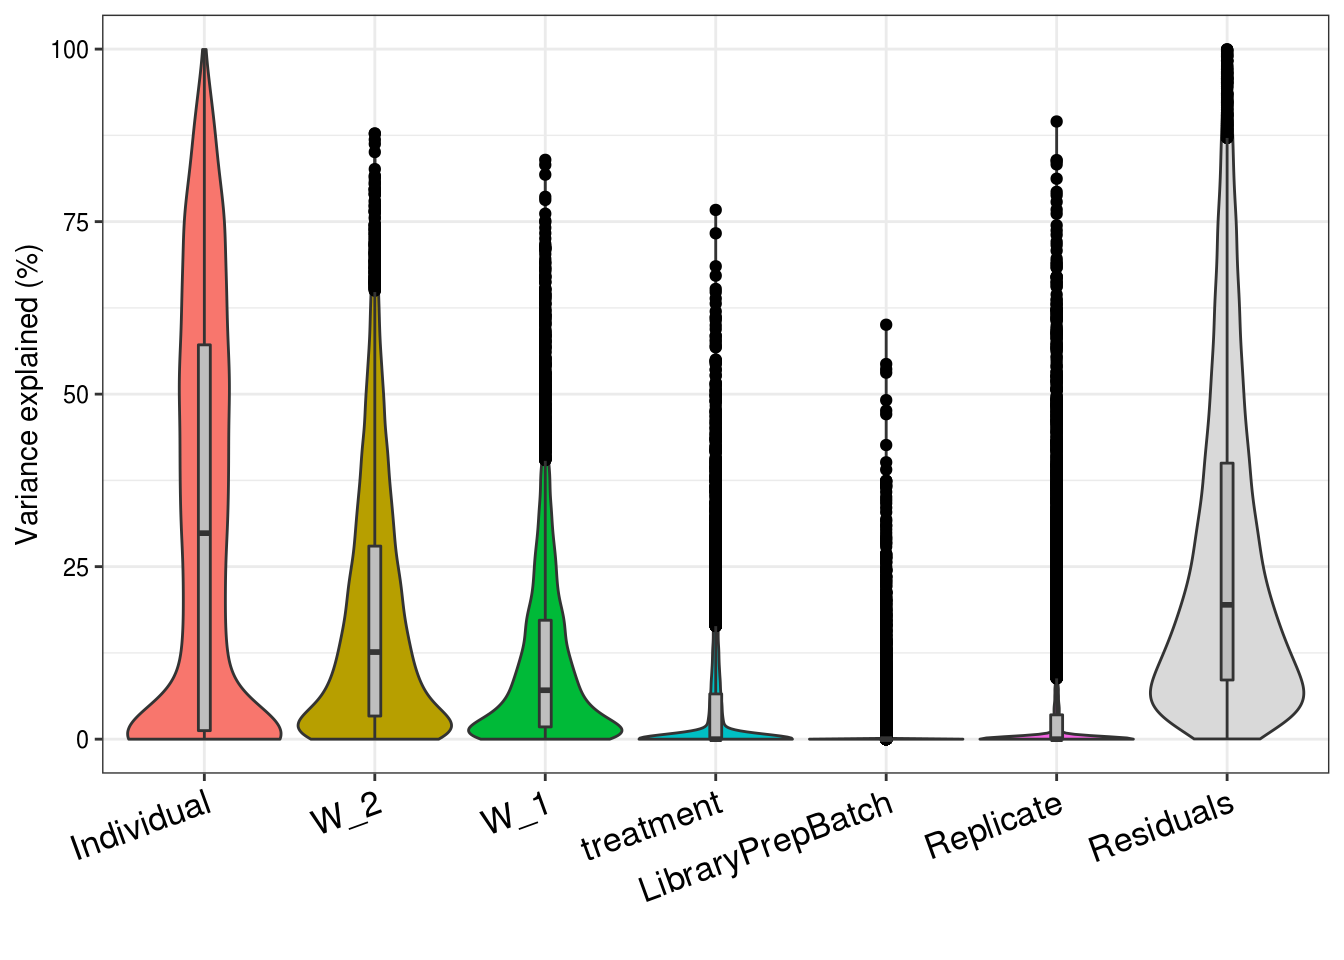 100
75
50
25
0
Variance explained (%)
Individual
W_2
W_1
treatment
LibraryPrepBatch
Replicate
Residuals